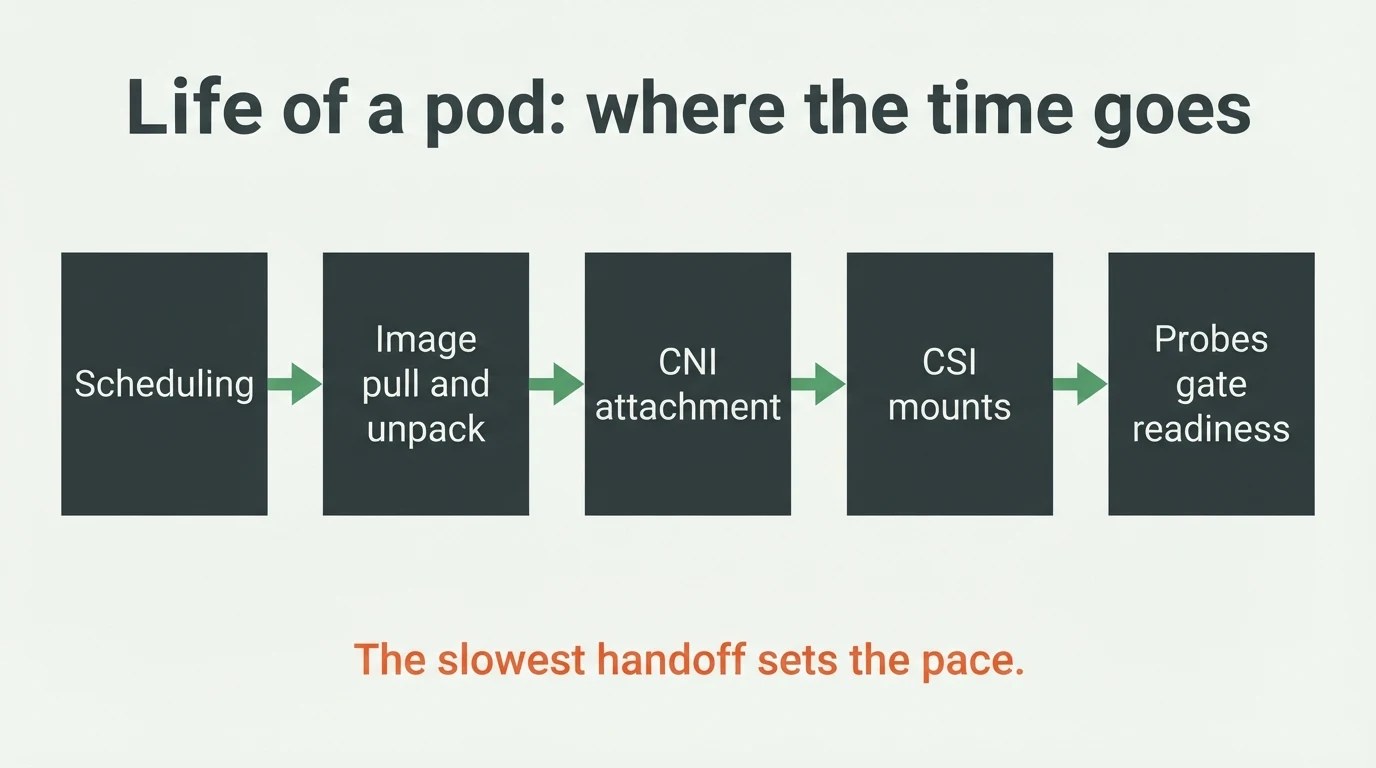 Life of a pod: where the time goes
Scheduling
Image
pull and
unpack
CNI
attachment
CSI
mounts
Probes
gate
readiness
The slowest handoff sets the pace.